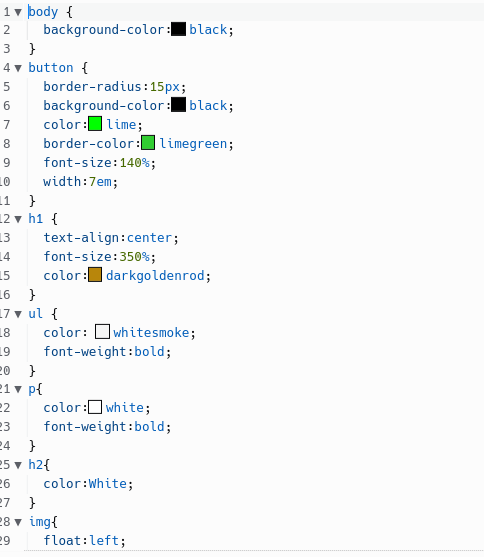 1 body {
2 background-color:black;
3 }
4 button {
5 border-radius:15px;
6 background-color:black;
7 color:lime;
8 border-color:limegreen;
9 font-size:140%;
10 width:7em;
11 }
12 h1 {
13 text-align:center;
14 font-size:350%;
15 color:darkgoldenrod;
16 }
17 ul {
18 color: whitesmoke;
19 font-weight:bold;
20 }
21 p{
22 color:white;
23 font-weight:bold;
24 }
25 h2{
26 color:White;
27 }
28 img{
29 float:left;